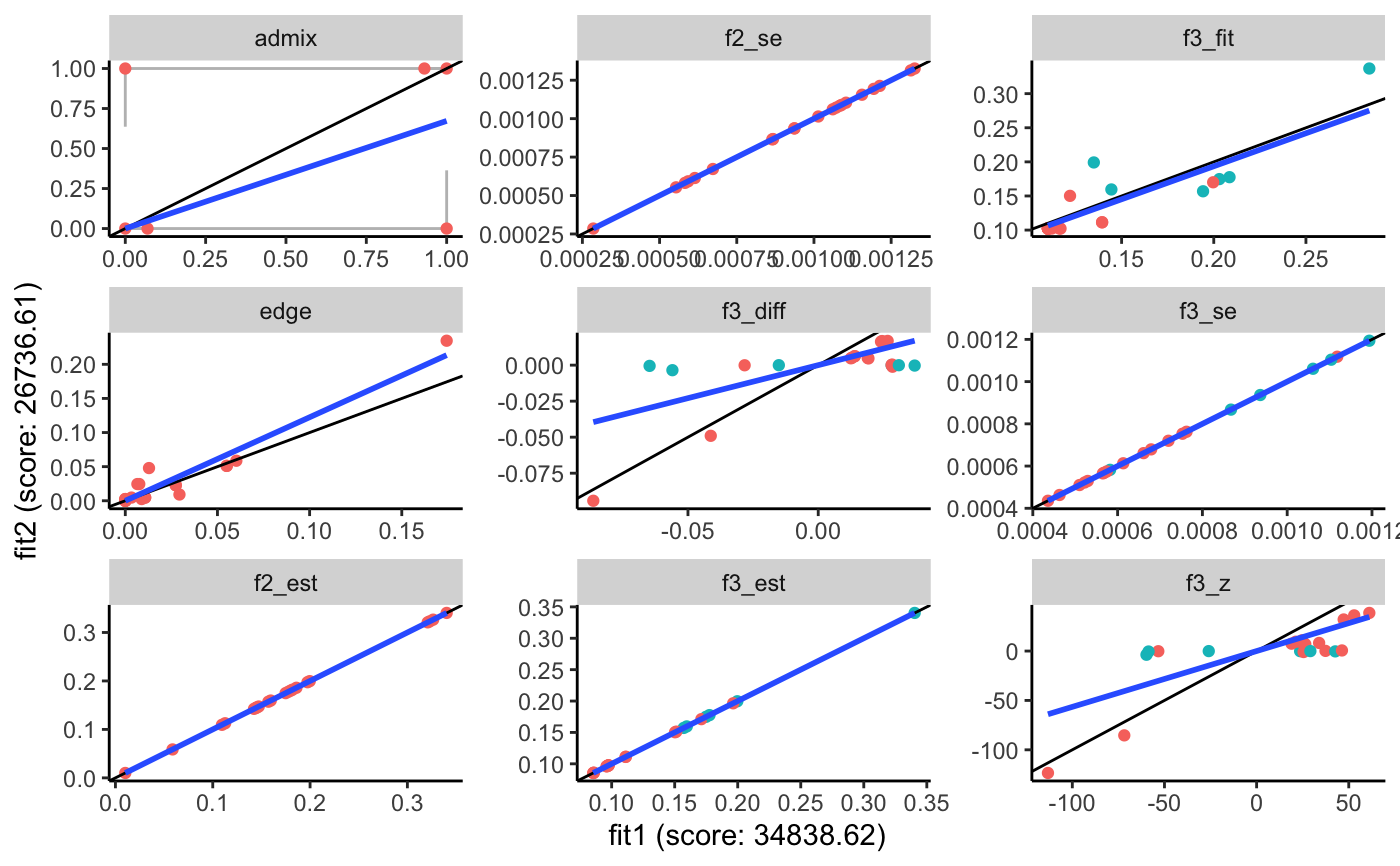 admix
f2_se
f3_fit
1.00
0.75
0.50
0.25
0.00
0.00 0.25 0.50 0.75 1.00
0.00125
0.00100
0.00075
0.00050
0.00025
0.00025 0.00050 0.00075 0.00100 0.00125
0.30
0.25
0.20
0.15
0.10
0.15 0.20 0.25
edge
f3_diff
f3_se
0.20
0.15
0.10
0.05
0.00
0.00 0.05 0.10 0.15
0.000
-0.025
-0.050
-0.075
-0.05 0.00
0.0012
0.0010
0.0008
0.0006
0.0004
0.0004 0.0006 0.0008 0.0010 0.0012
f2_est
f3_est
f3_z
0.3
0.2
0.1
0.0
0.0 0.1 0.2 0.3
0.35
0.30
0.25
0.20
0.15
0.10
0.10 0.15 0.20 0.25 0.30 0.35
0
-50
-100
-100 -50 0 50
fit1 (score: 34838.62)
fit2 (score: 26736.61)